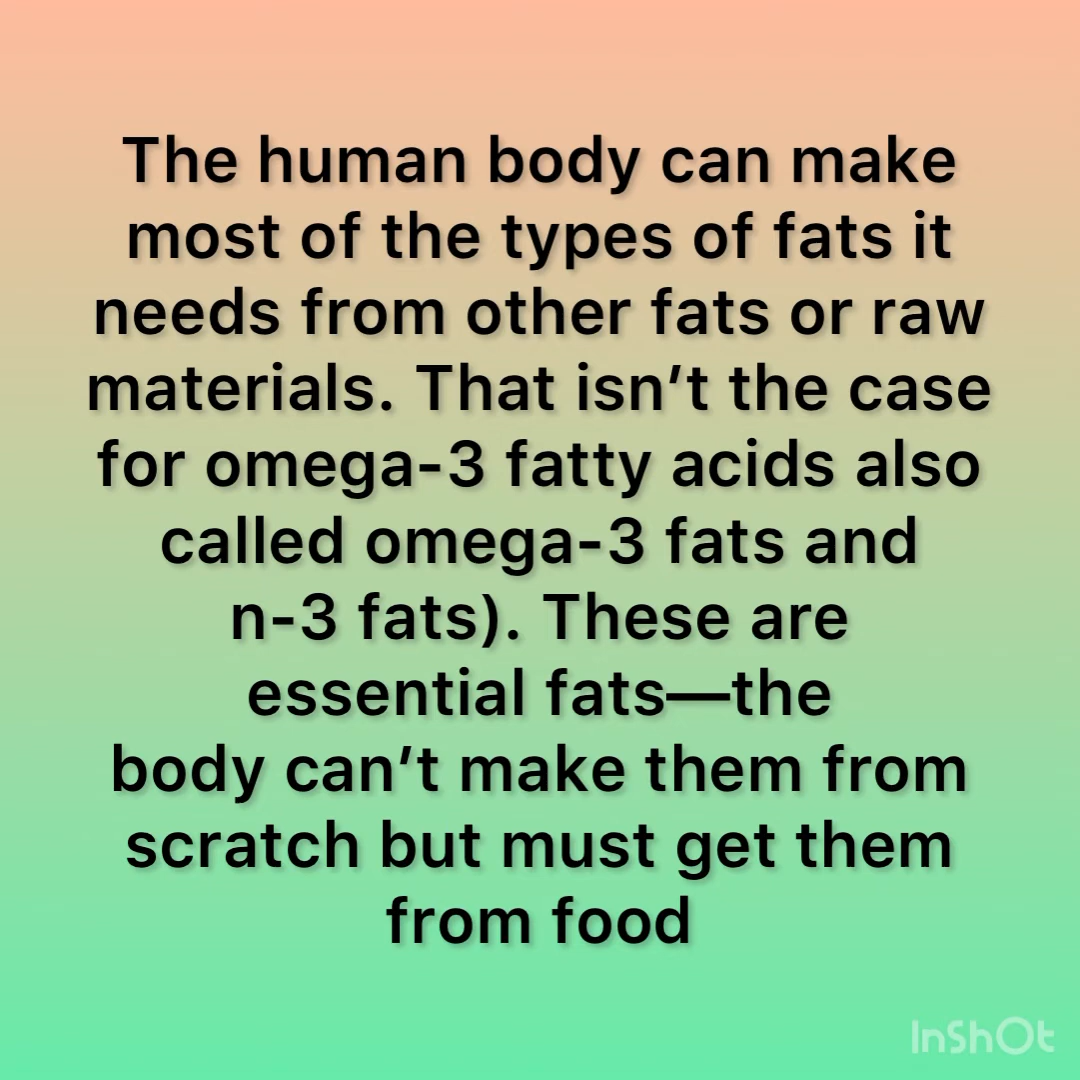 The human body can make
most of the types of fats it
needs from other fats or raw
materials. That isn’t the case
for omega-3 fatty acids also
called omega-3 fats and
n-3 fats). These are
essential fats—the
body can’t make them from
scratch but must get them
from food
InShOt